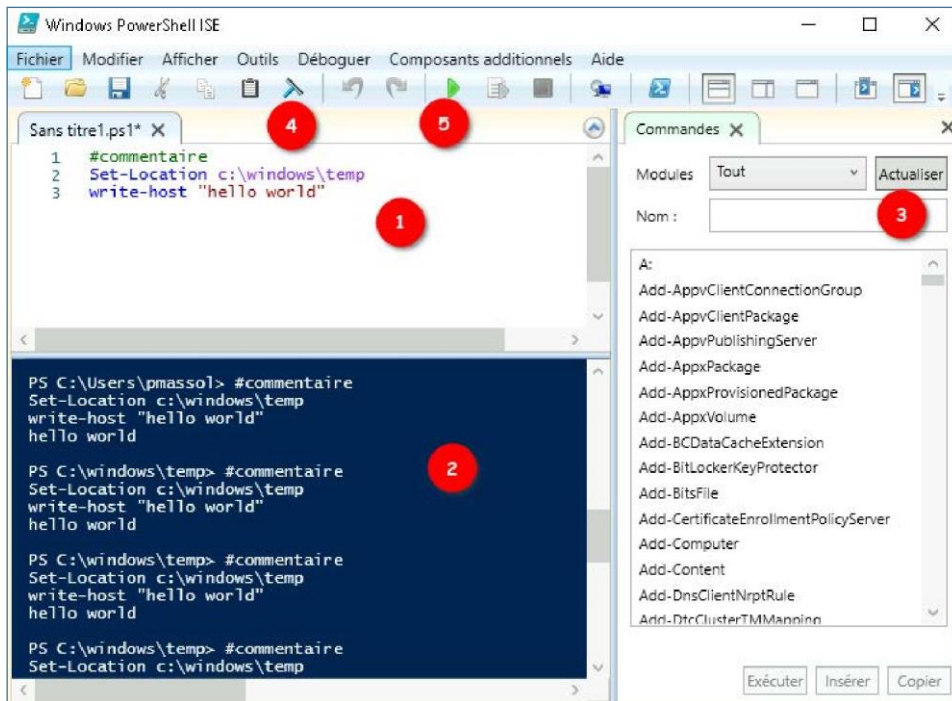 Windows PowerShell ISE
Fichier Modifier Afficher Outils Déboguer Composants additionnels Aide
4
5
Sans titre1.ps1*
1 #commentaire
2 Set-Location c:\windows\temp
3 write-host "hello world"
1
PS C:\Users\pmassol> #commentaire
Set-Location c:\windows\temp
write-host "hello world"
hello world
PS C:\windows\temp> #commentaire
Set-Location c:\windows\temp
write-host "hello world"
hello world
PS C:\windows\temp> #commentaire
Set-Location c:\windows\temp
write-host "hello world"
hello world
PS C:\windows\temp> #commentaire
Set-Location c:\windows\temp
2
Commandes
Modules Tout Actualiser
Nom :
3
A:
Add-AppvClientConnectionGroup
Add-AppvClientPackage
Add-AppvPublishingServer
Add-AppxPackage
Add-AppxProvisionedPackage
Add-AppxVolume
Add-BCDataCacheExtension
Add-BitLockerKeyProtector
Add-BitsFile
Add-CertificateEnrollmentPolicyServer
Add-Computer
Add-Content
Add-DnsClientNrptRule
Add-DtcClusterTMMapping
Exécuter Insérer Copier